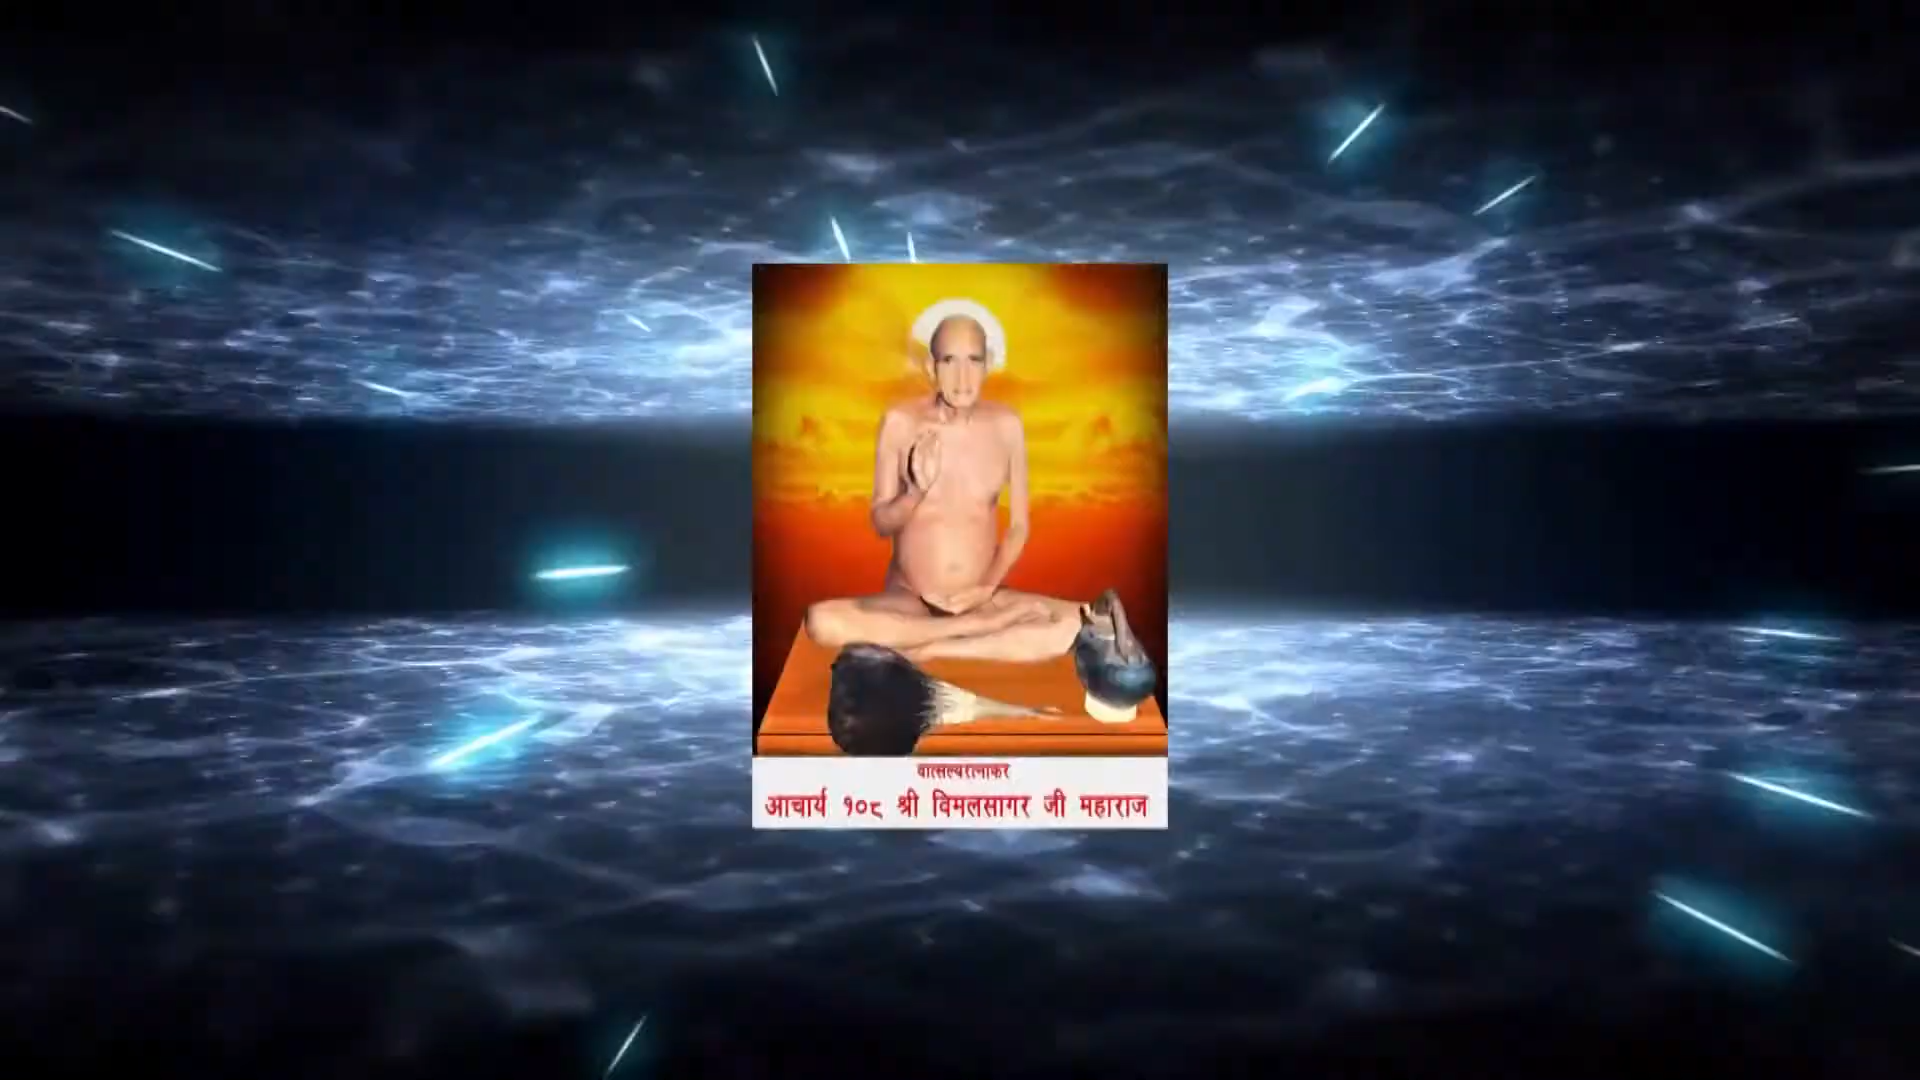 वात्सल्यरत्नाकर
आचार्य १०८ श्री विमलसागर जी महाराज